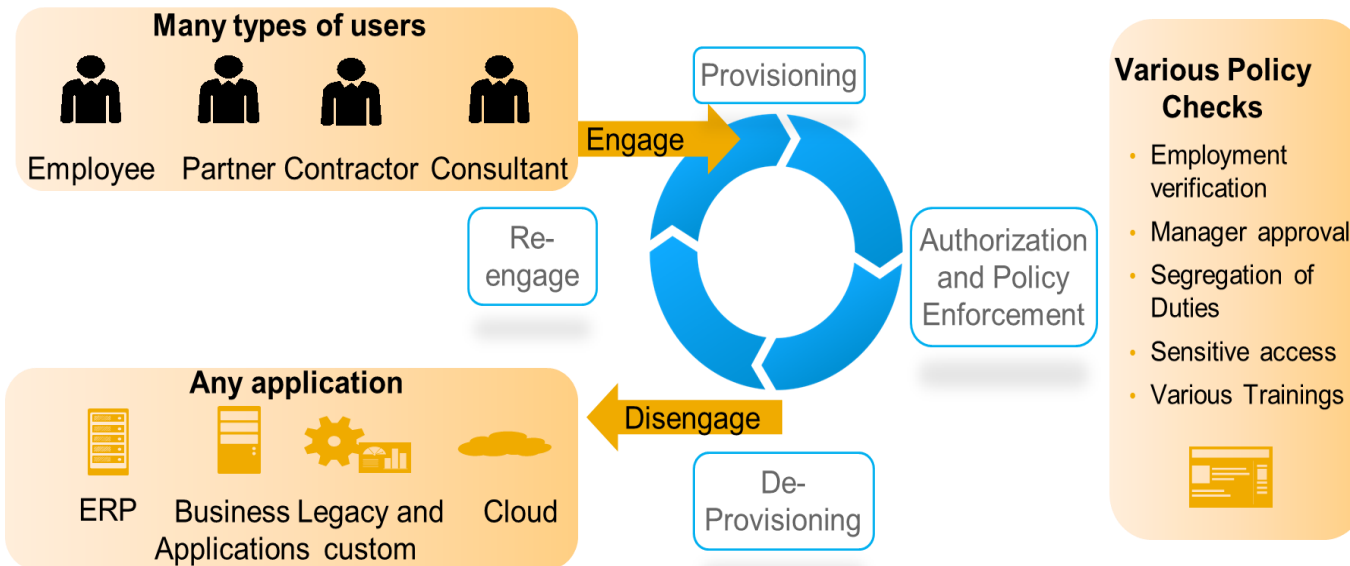 Many types of users
Employee
Partner
Contractor
Consultant
Engage
Provisioning
Re-
engage
Authorization
and Policy
Enforcement
Various Policy
Checks
• Employment
verification
• Manager approval
• Segregation of
Duties
• Sensitive access
• Various Trainings
Any application
ERP
Business
Applications
Legacy and
custom
Cloud
Disengage
De-
Provisioning